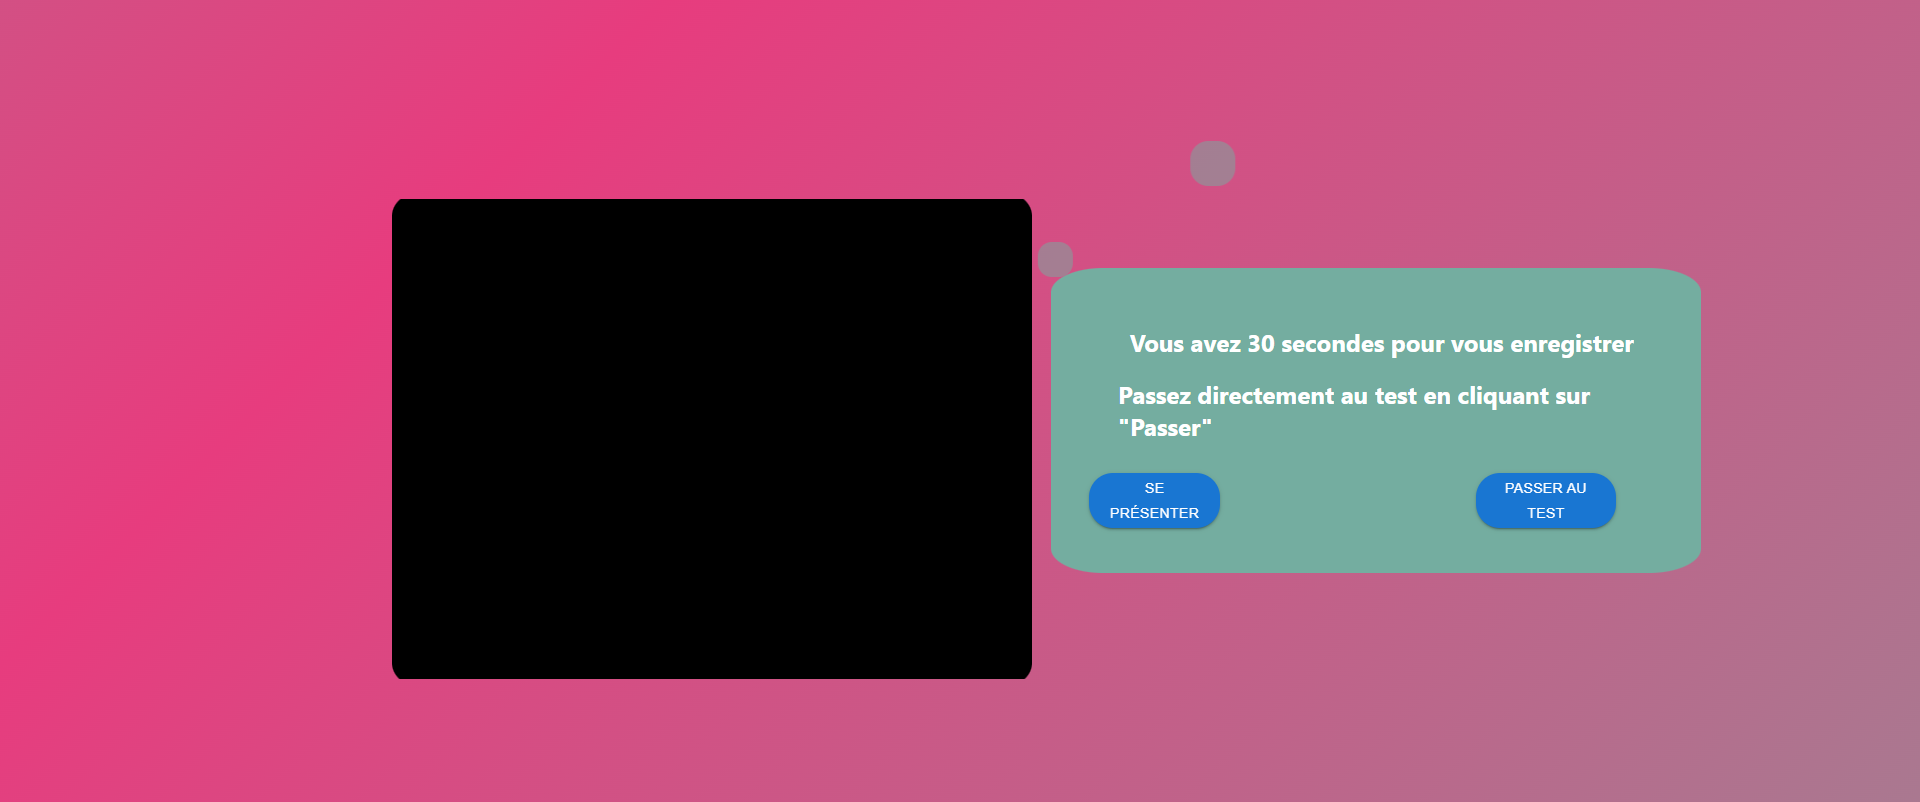 Vous avez 30 secondes pour vous enregistrer
Passez directement au test en cliquant sur
"Passer"
SE
PRÉSENTER
PASSER AU
TEST